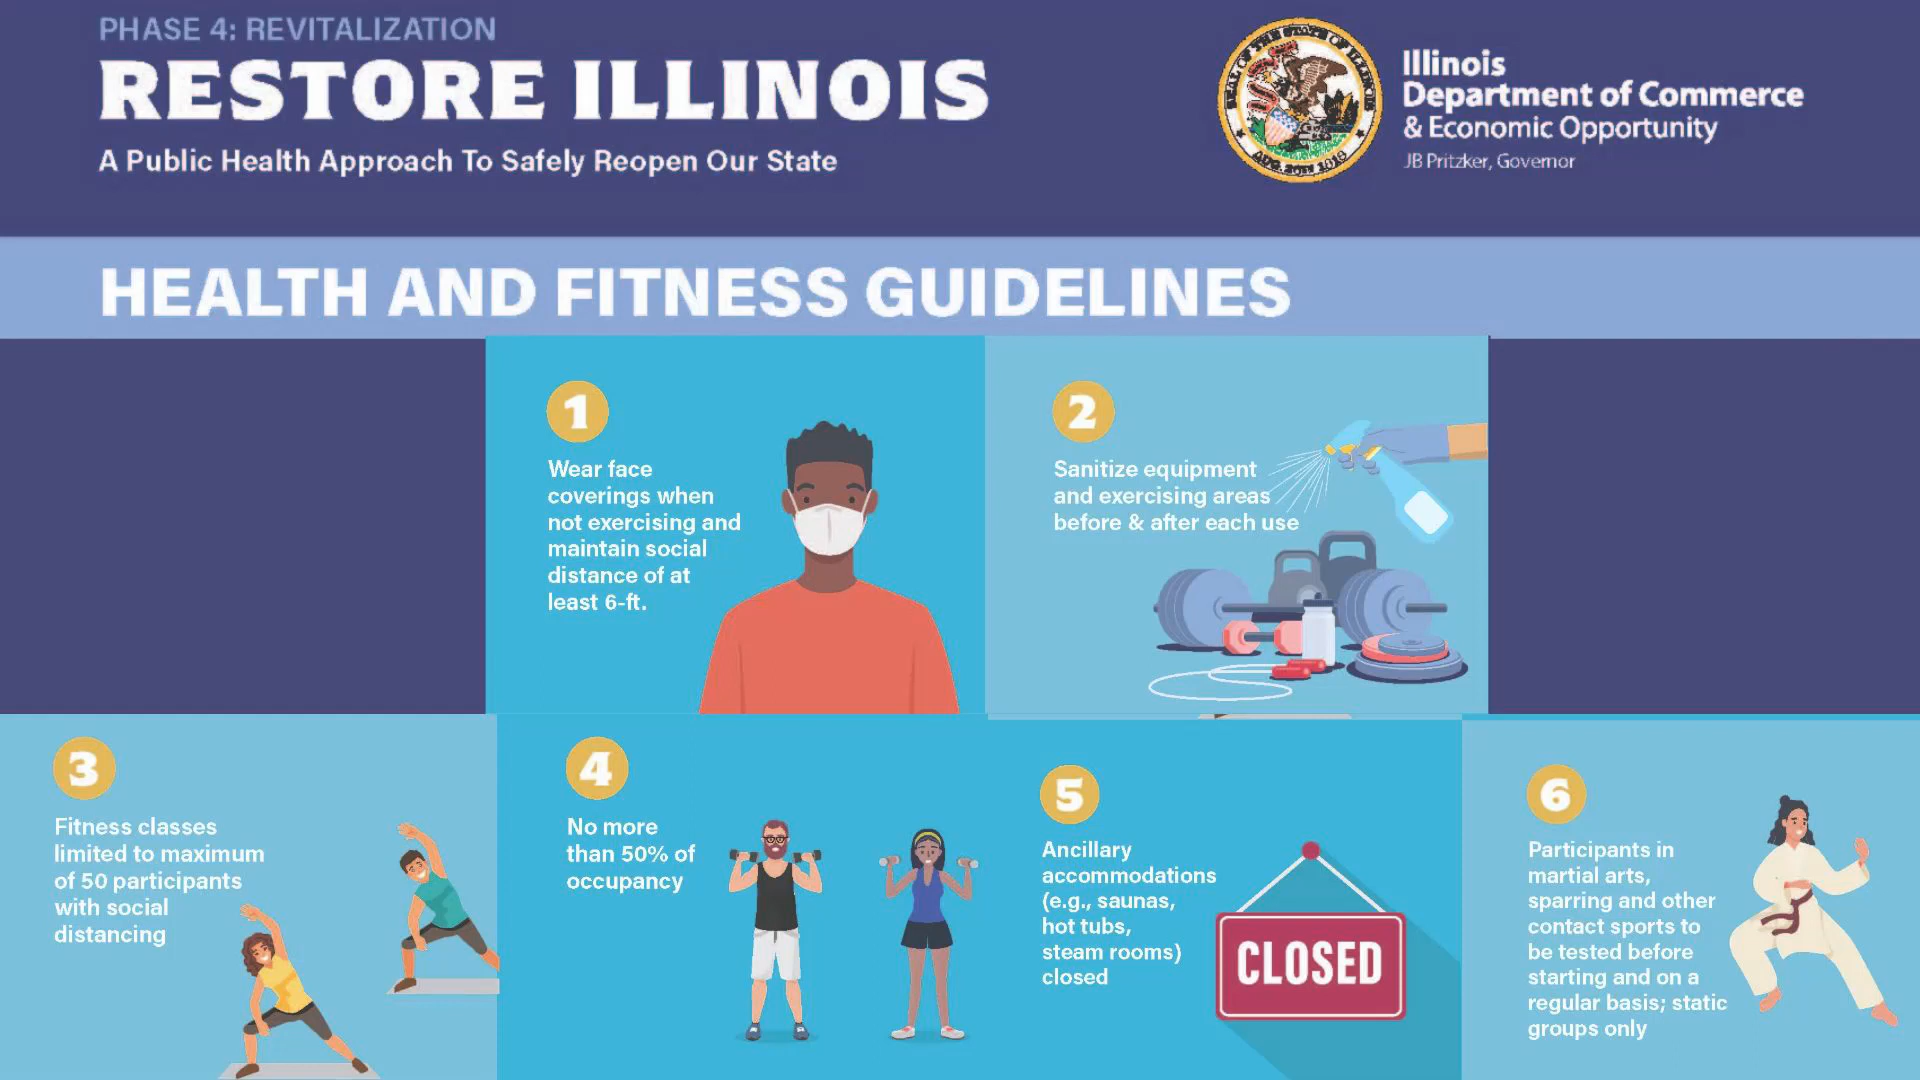 PHASE 4: REVITALIZATION
RESTORE ILLINOIS
A Public Health Approach To Safely Reopen Our State
Illinois
Department of Commerce
& Economic Opportunity
JB Pritzker, Governor
HEALTH AND FITNESS GUIDELINES
1
Wear face
coverings when
not exercising and
maintain social
distance of at
least 6-ft.
2
Sanitize equipment
and exercising areas
before & after each use
3
Fitness classes
limited to maximum
of 50 participants
with social
distancing
4
No more
than 50% of
occupancy
5
Ancillary
accommodations
(e.g., saunas,
hot tubs,
steam rooms)
closed
CLOSED
6
Participants in
martial arts,
sparring and other
contact sports to
be tested before
starting and on a
regular basis; static
groups only